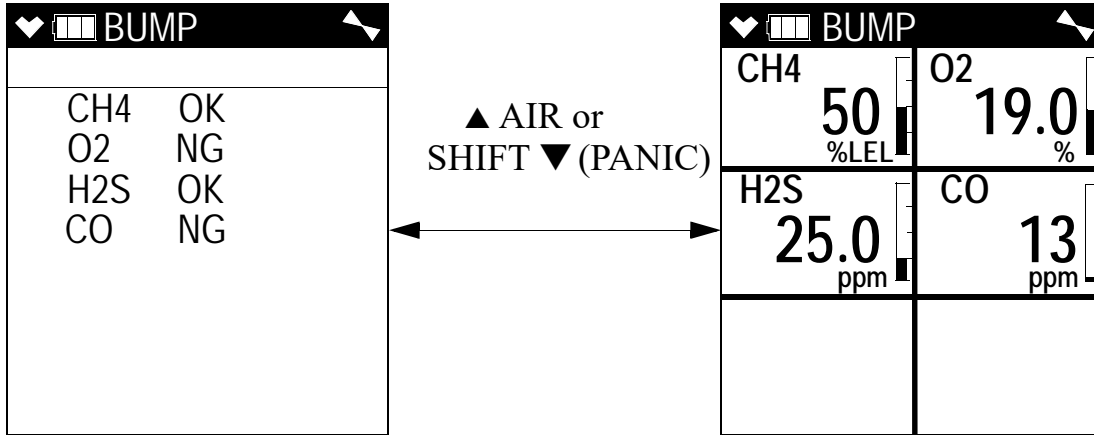 BUMP
CH4 OK
O2 NG
H2S OK
CO NG
▲ AIR or
SHIFT ▼ (PANIC)
BUMP
CH4
50
%LEL
O2
19.0
%
H2S
25.0
ppm
CO
13
ppm